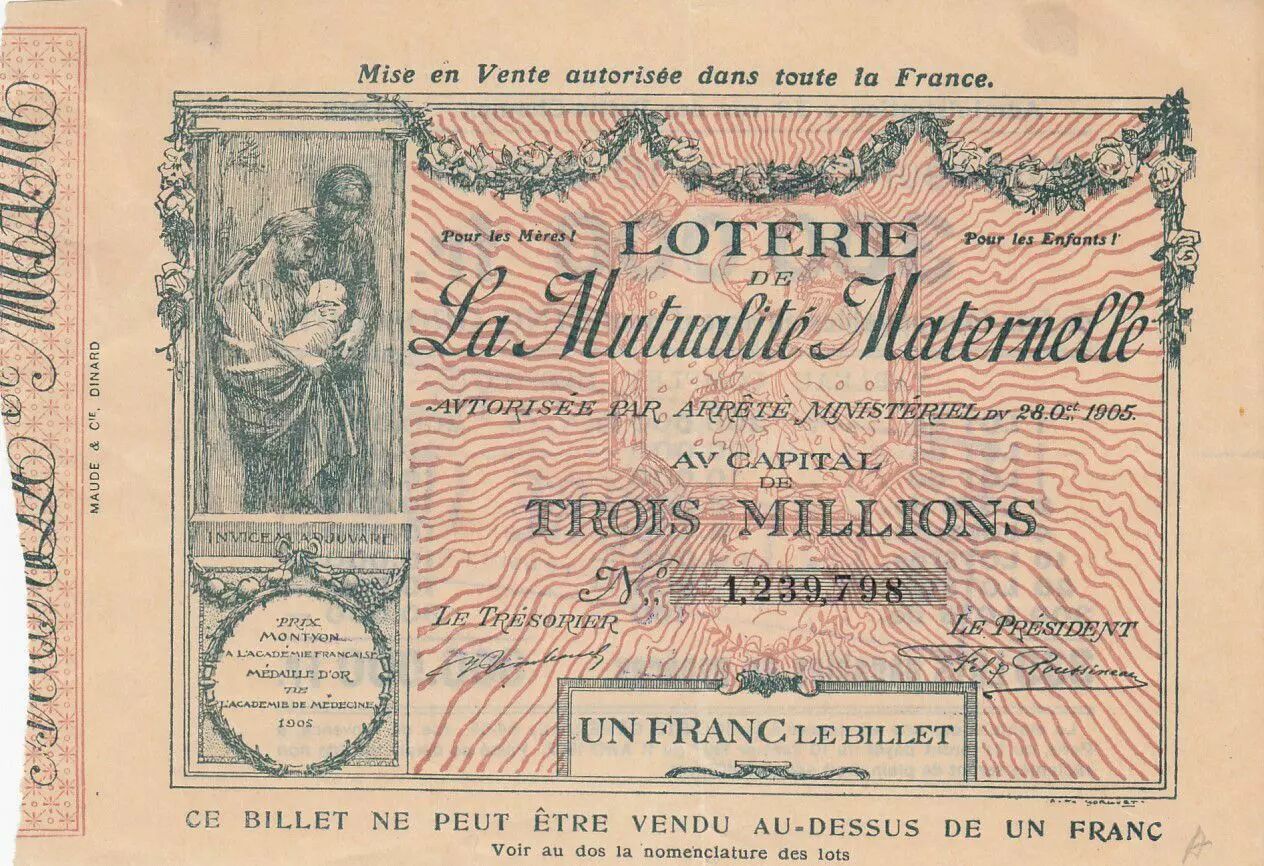 Mise en Vente autorisée dans toute la France.
Pour les Mères!
LOTERIE
Pour les Enfants!
DE
La Mutualité Maternelle
AVTORISÉE PAR ARRÊTÉ MINISTÉRIEL DV 28. Oct. 1905.
AV CAPITAL
DE
TROIS MILLIONS
No 1,239,798
LE TRÉSORIER
LE PRÉSIDENT
UN FRANC LE BILLET
INVICEM ADJUVARE
PRIX
MONTYON
A L'ACADÉMIE FRANCAISE
MÉDAILLE D'OR
DE
L'ACADEMIE DE MÉDECINE
1905
MAUDE & CIE, DINARD
CE BILLET NE PEUT ÊTRE VENDU AU-DESSUS DE UN FRANC
Voir au dos la nomenclature des lots